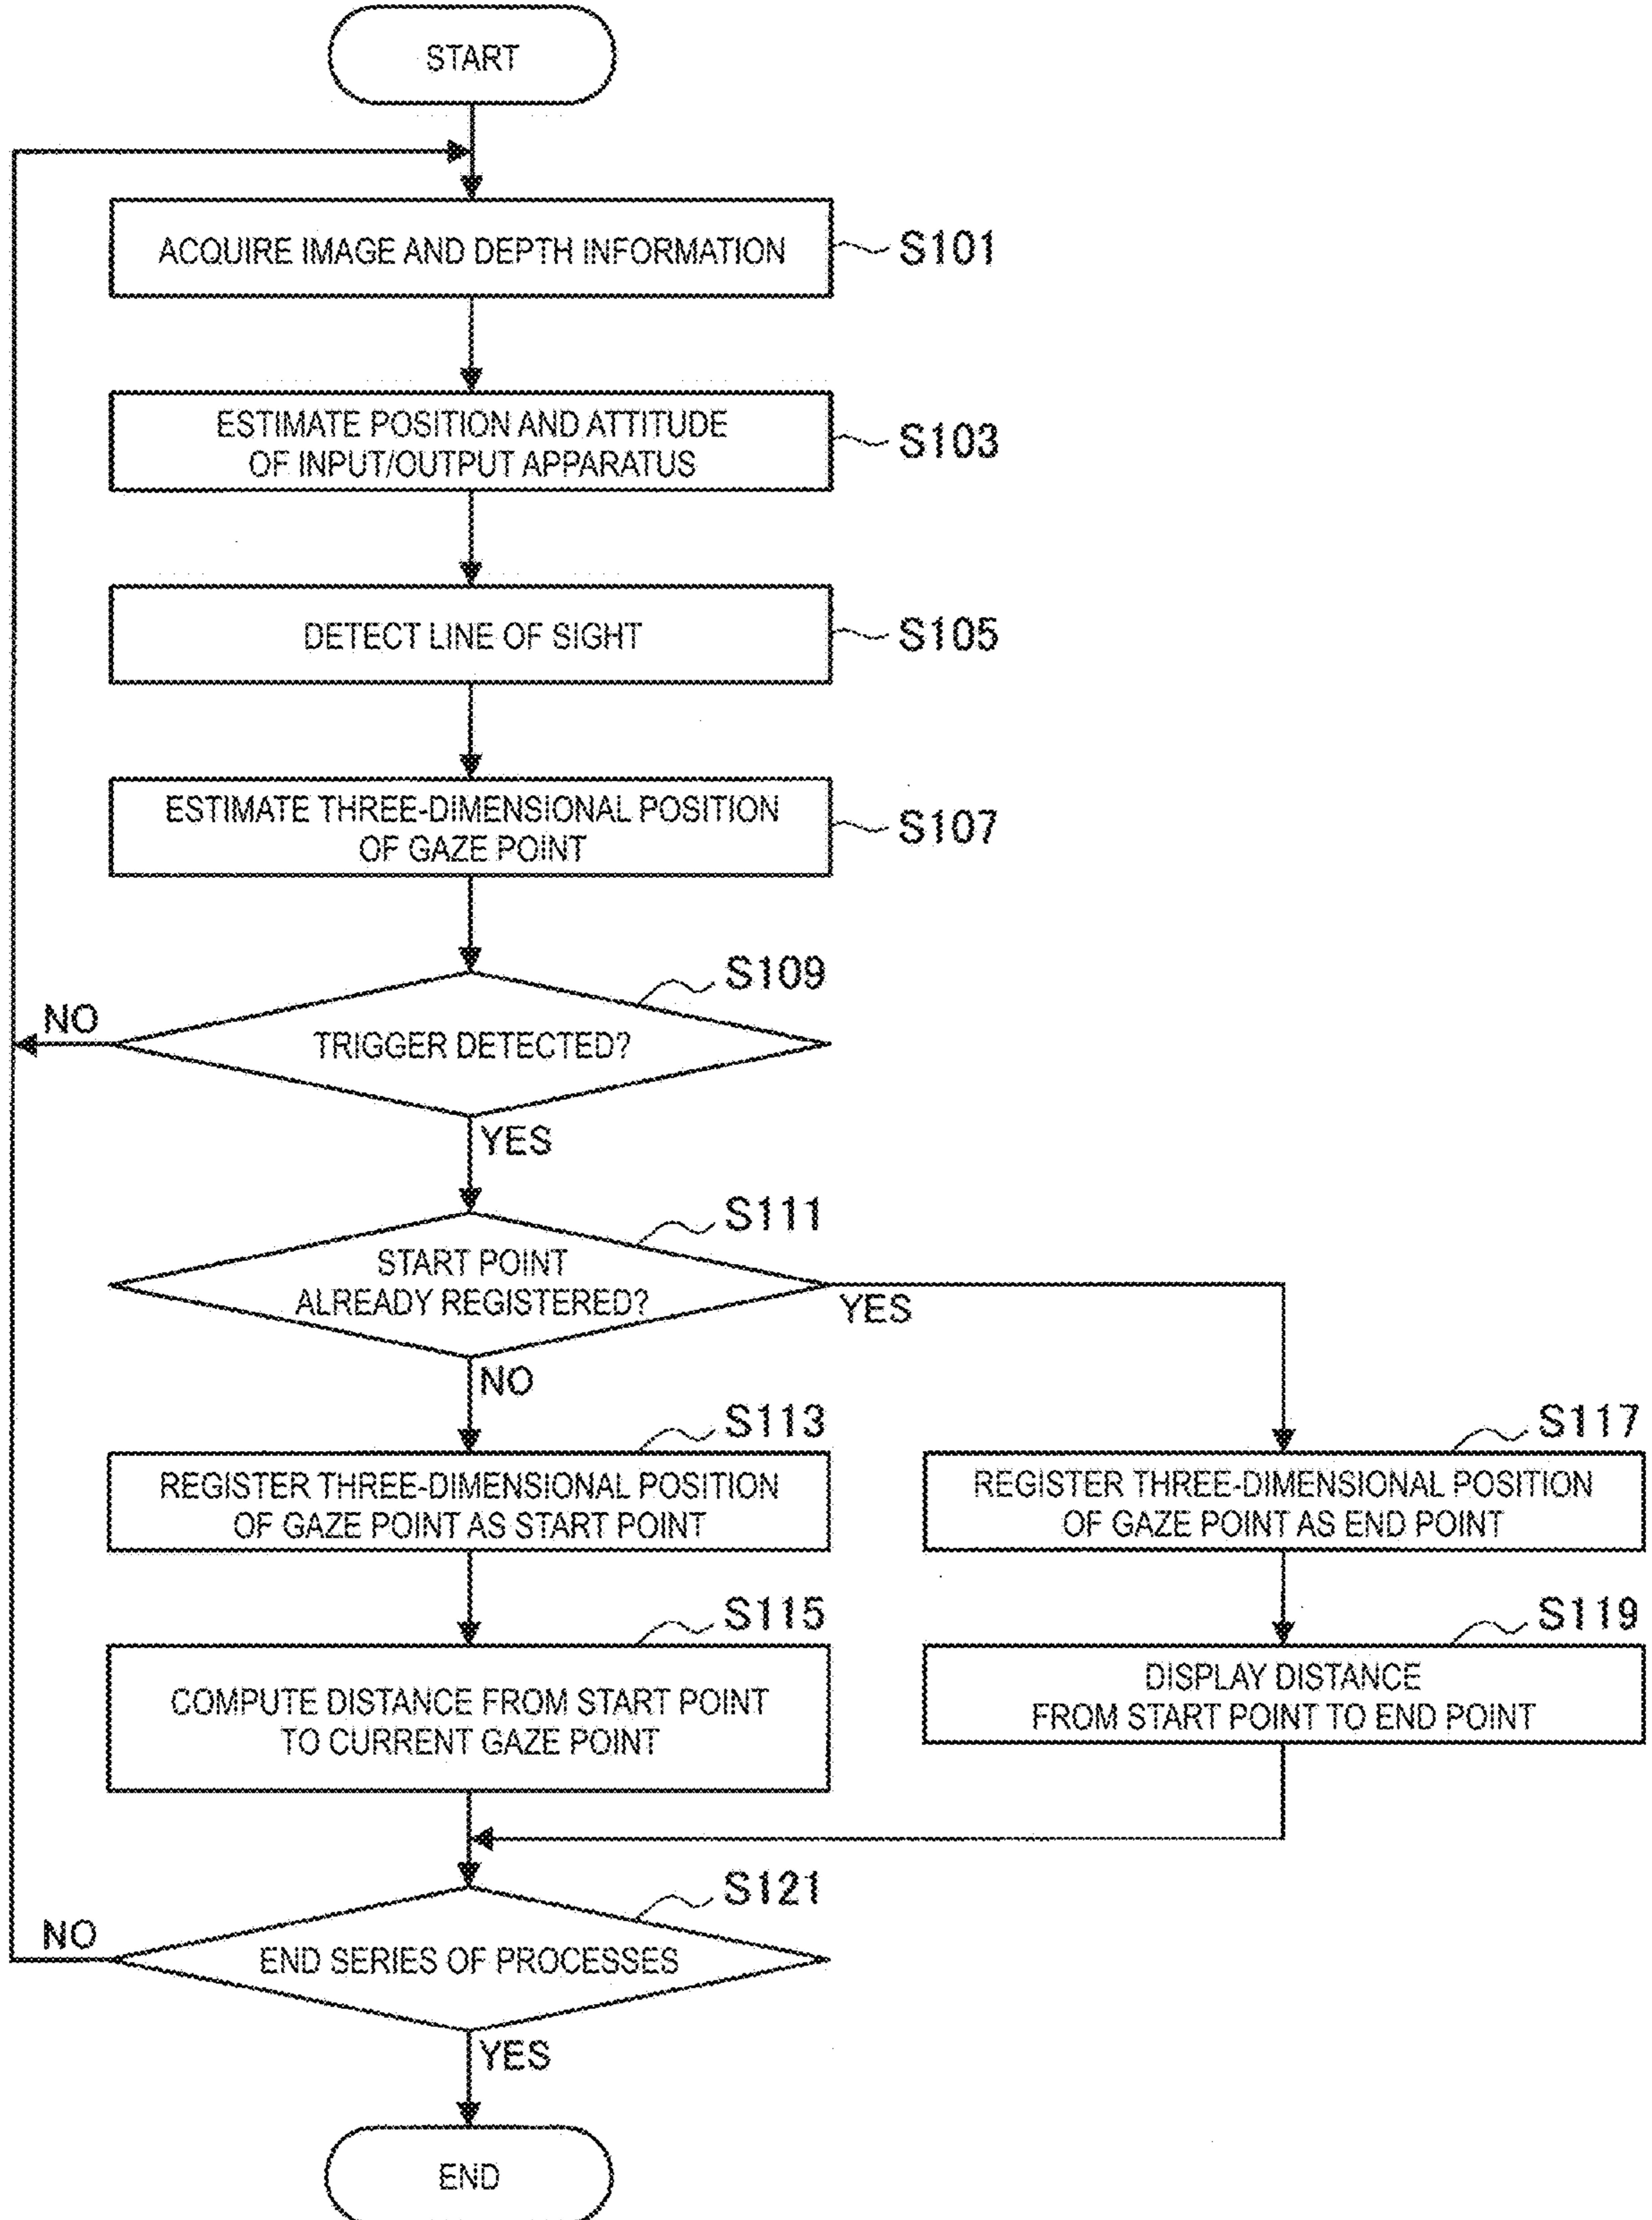 START
ACQUIRE IMAGE AND DEPTH INFORMATION
S101
ESTIMATE POSITION AND ATTITUDE
OF INPUT/OUTPUT APPARATUS
S103
DETECT LINE OF SIGHT
S105
ESTIMATE THREE-DIMENSIONAL POSITION
OF GAZE POINT
S107
S109
NO
TRIGGER DETECTED?
YES
S111
START POINT
ALREADY REGISTERED?
YES
NO
S113
REGISTER THREE-DIMENSIONAL POSITION
OF GAZE POINT AS START POINT
S117
REGISTER THREE-DIMENSIONAL POSITION
OF GAZE POINT AS END POINT
S115
COMPUTE DISTANCE FROM START POINT
TO CURRENT GAZE POINT
S119
DISPLAY DISTANCE
FROM START POINT TO END POINT
S121
NO
END SERIES OF PROCESSES
YES
END